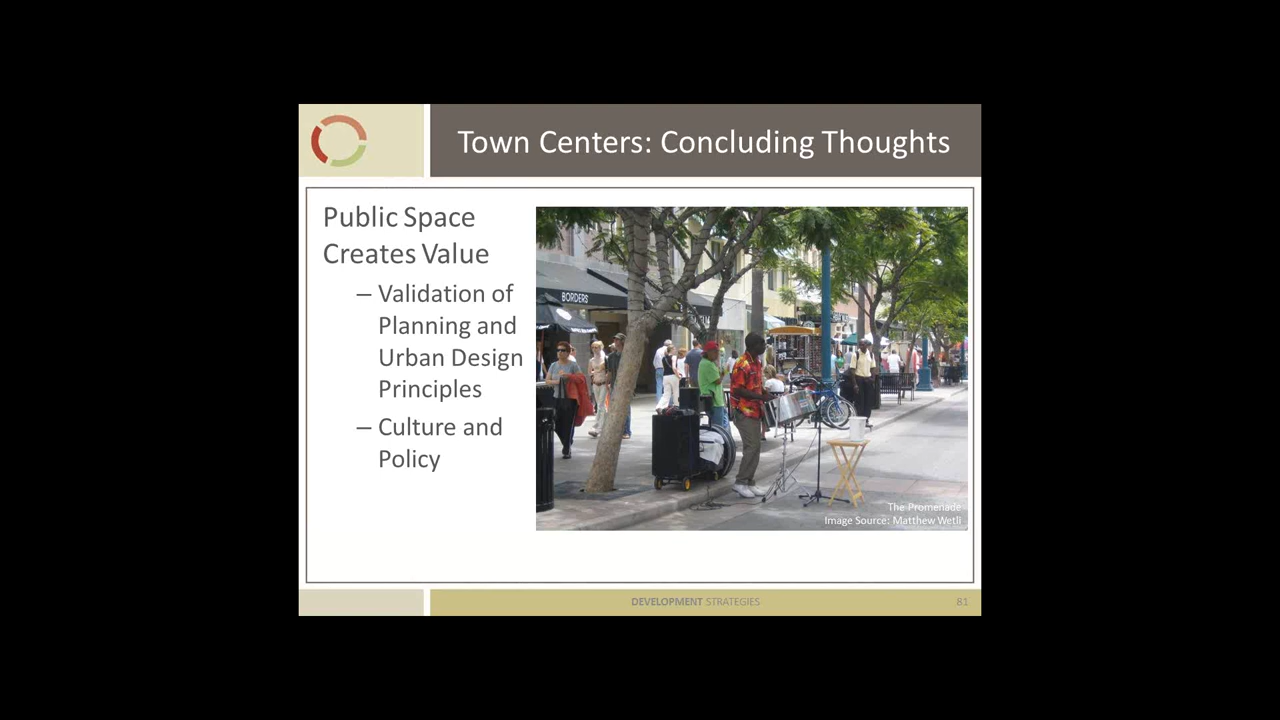 Town Centers: Concluding Thoughts
Public Space
Creates Value
– Validation of
Planning and
Urban Design
Principles
– Culture and
Policy
BORDERS
The Promenade
Image Source: Matthew Wetli
DEVELOPMENT STRATEGIES
81